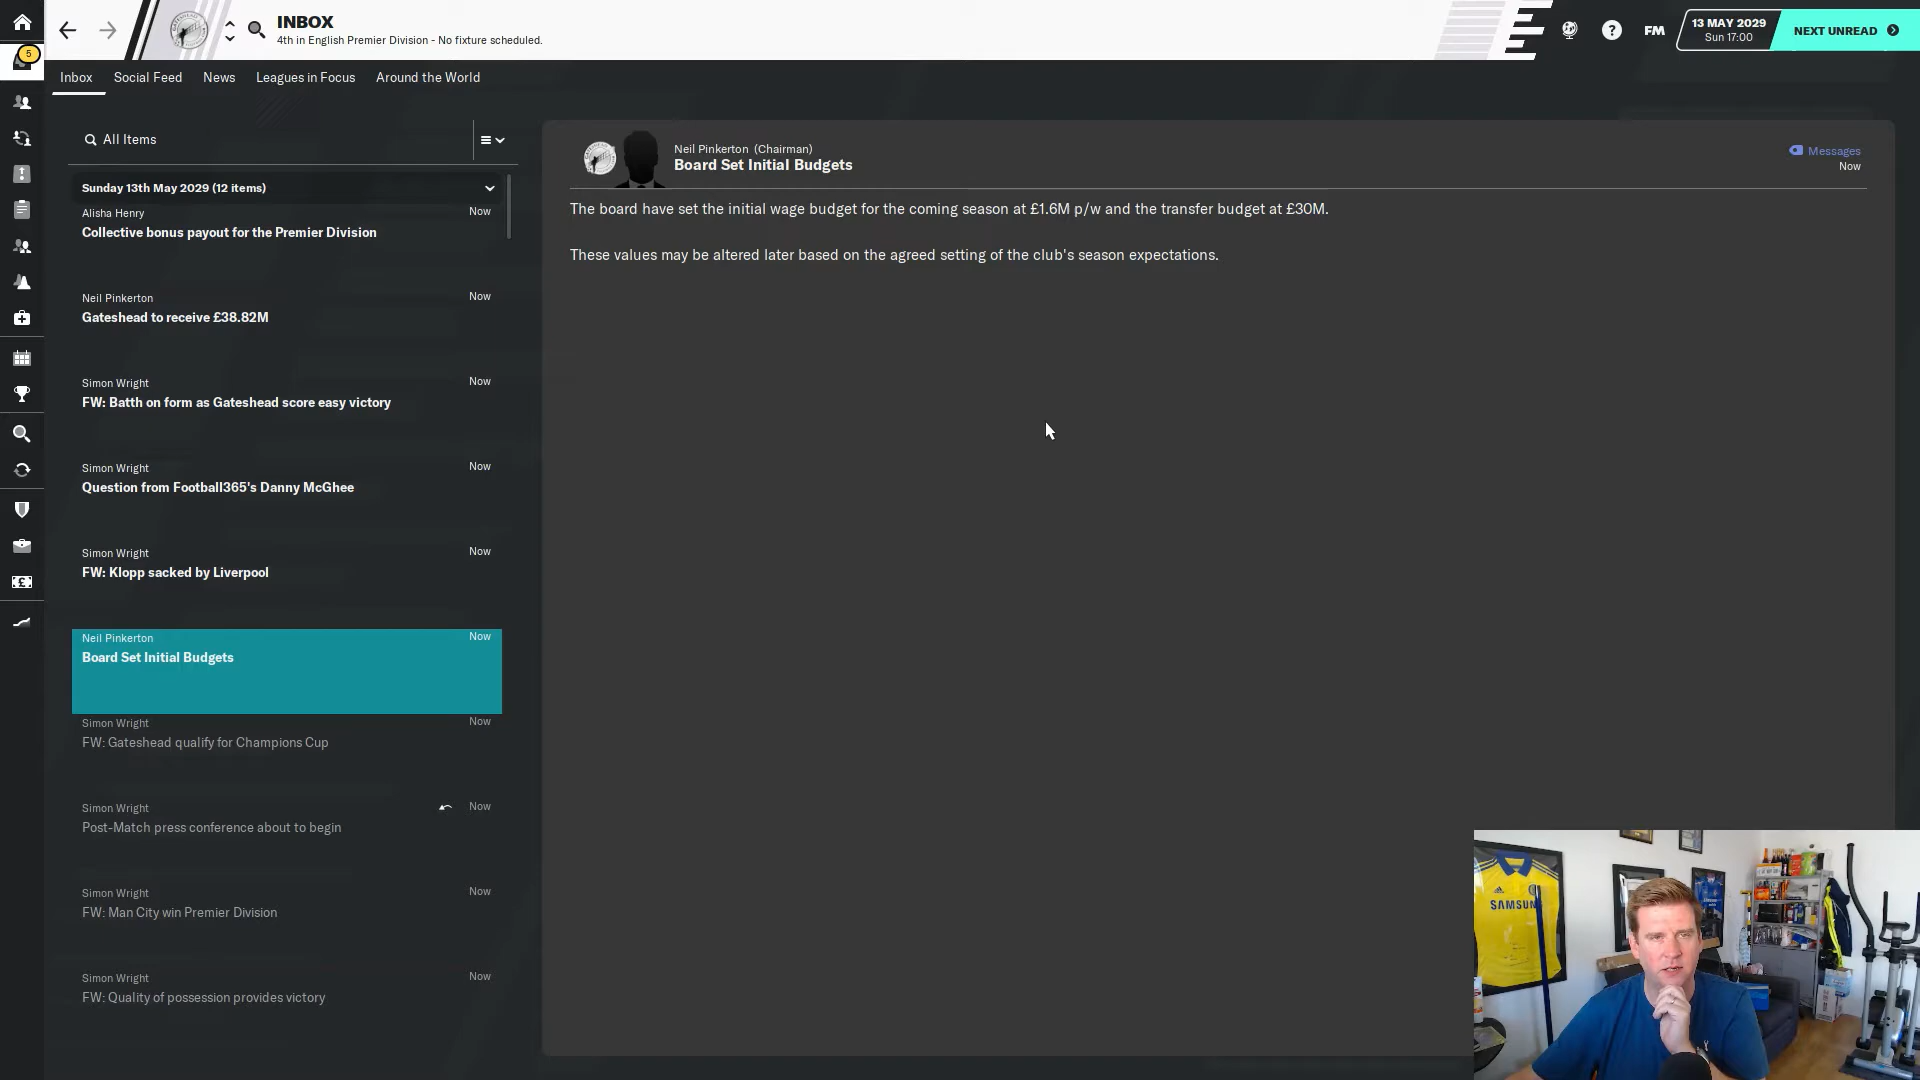 INBOX
4th in English Premier Division - No fixture scheduled.
FM
13 MAY 2029
Sun 17:00
NEXT UNREAD
5
Inbox
Social Feed
News
Leagues in Focus
Around the World
All Items
Sunday 13th May 2029 (12 items)
Alisha Henry
Now
Collective bonus payout for the Premier Division
Neil Pinkerton
Now
Gateshead to receive £38.82M
Simon Wright
Now
FW: Batth on form as Gateshead score easy victory
Simon Wright
Now
Question from Football365's Danny McGhee
Simon Wright
Now
FW: Klopp sacked by Liverpool
Neil Pinkerton
Now
Board Set Initial Budgets
Simon Wright
Now
FW: Gateshead qualify for Champions Cup
Simon Wright
Now
Post-Match press conference about to begin
Simon Wright
Now
FW: Man City win Premier Division
Simon Wright
Now
FW: Quality of possession provides victory
Neil Pinkerton (Chairman)
Board Set Initial Budgets
Messages
Now
The board have set the initial wage budget for the coming season at £1.6M p/w and the transfer budget at £30M.
These values may be altered later based on the agreed setting of the club's season expectations.
SAMSUN